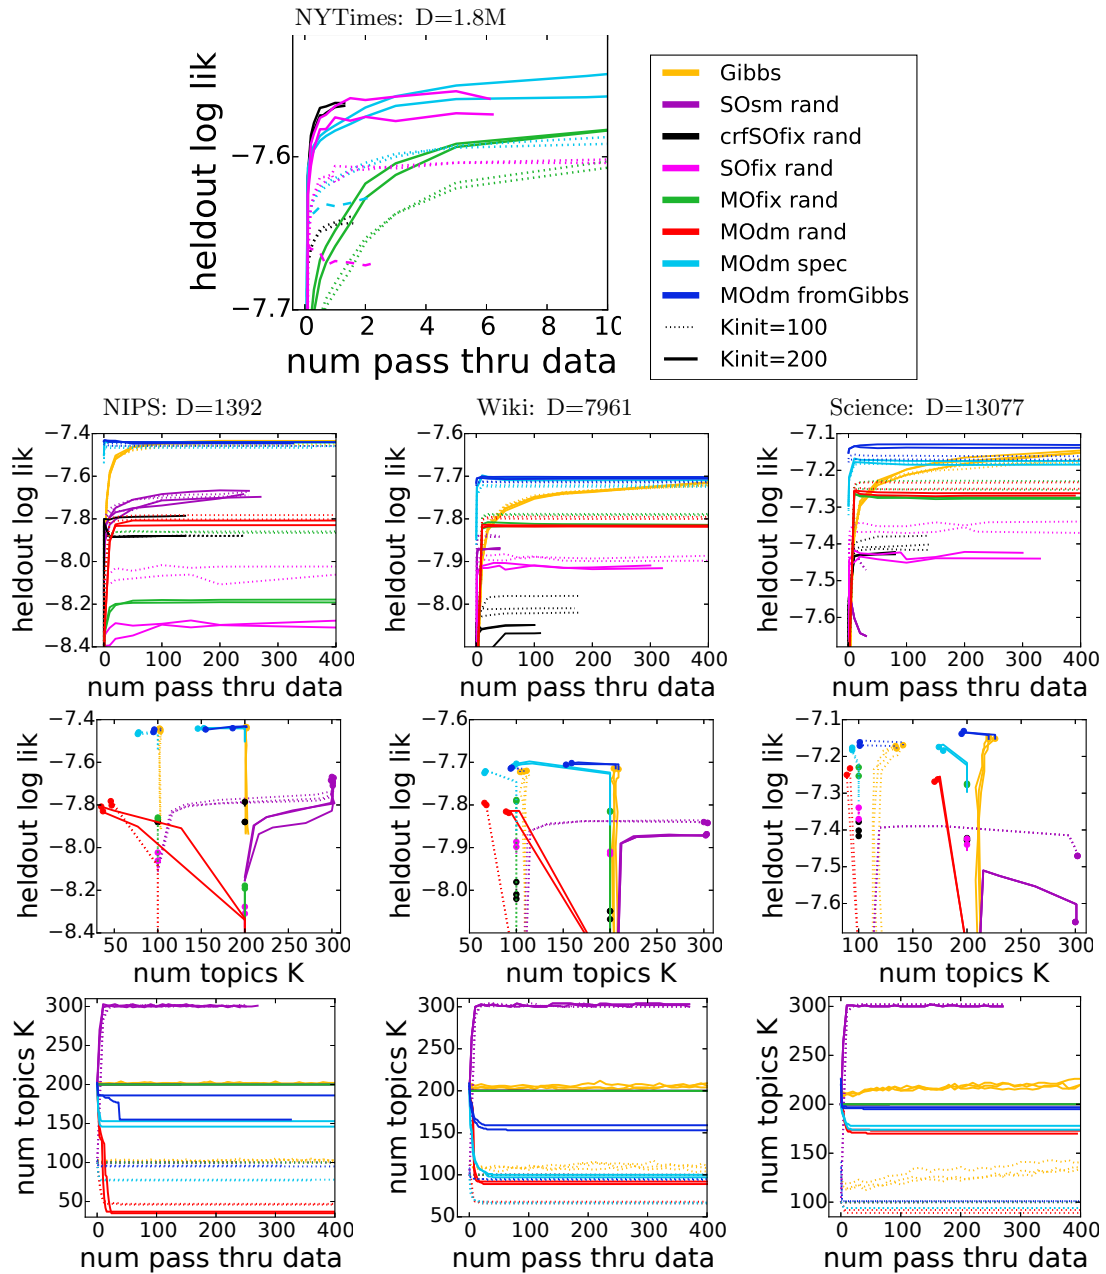 NYTimes: D=1.8M
heldout log lik
−7.6
−7.7
0 2 4 6 8 10
num pass thru data
Gibbs
SOsm rand
crfSOfix rand
SOfix rand
MOfix rand
MOdm rand
MOdm spec
MOdm fromGibbs
Kinit=100
Kinit=200
NIPS: D=1392
heldout log lik
−7.4
−7.6
−7.8
−8.0
−8.2
−8.4
0 100 200 300 400
num pass thru data
Wiki: D=7961
heldout log lik
−7.6
−7.7
−7.8
−7.9
−8.0
0 100 200 300 400
num pass thru data
Science: D=13077
heldout log lik
−7.1
−7.2
−7.3
−7.4
−7.5
−7.6
0 100 200 300 400
num pass thru data
heldout log lik
−7.4
−7.6
−7.8
−8.0
−8.2
−8.4
50 100 150 200 250 300
num topics K
heldout log lik
−7.6
−7.7
−7.8
−7.9
−8.0
50 100 150 200 250 300
num topics K
heldout log lik
−7.1
−7.2
−7.3
−7.4
−7.5
−7.6
100 150 200 250 300
num topics K
num topics K
300
250
200
150
100
50
0 100 200 300 400
num pass thru data
num topics K
300
250
200
150
100
50
0 100 200 300 400
num pass thru data
num topics K
300
250
200
150
100
0 100 200 300 400
num pass thru data